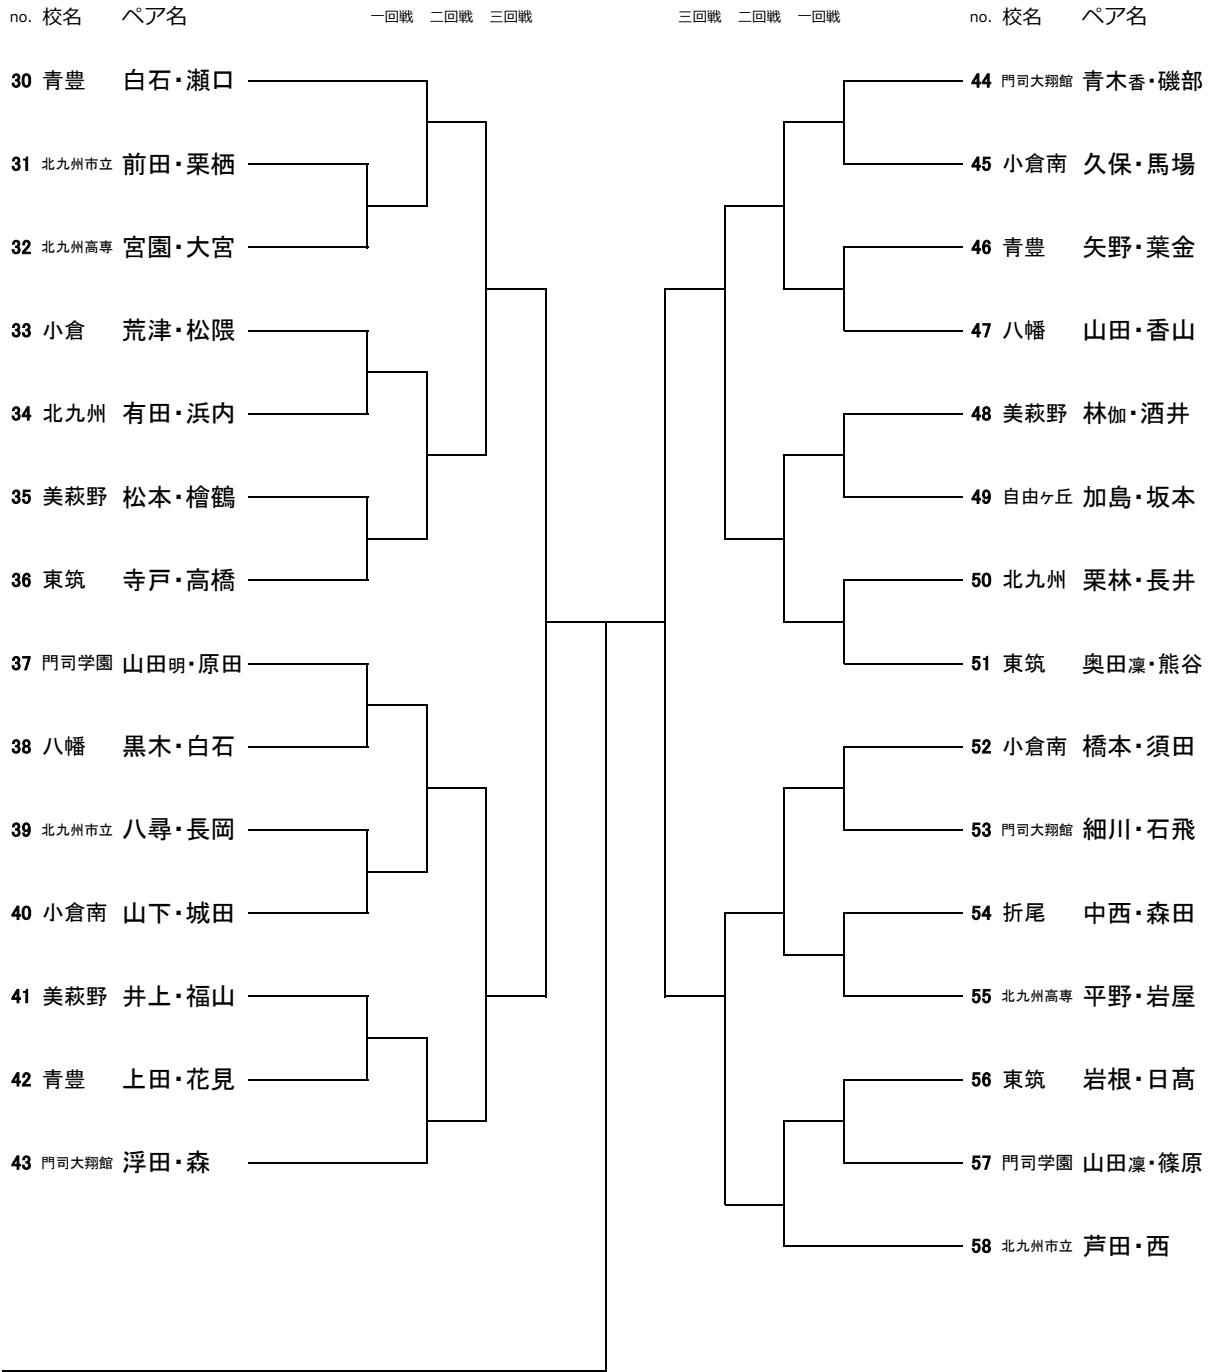 no. 校名 ペア名 一回戦 二回戦 三回戦
30 青豊 白石・瀬口
31 北九州市立 前田・栗栖
32 北九州高専 宮園・大宮
33 小倉 荒津・松隈
34 北九州 有田・浜内
35 美萩野 松本・檜鶴
36 東筑 寺戸・高橋
37 門司学園 山田明・原田
38 八幡 黒木・白石
39 北九州市立 八尋・長岡
40 小倉南 山下・城田
41 美萩野 井上・福山
42 青豊 上田・花見
43 門司大翔館 浮田・森
三回戦 二回戦 一回戦 no. 校名 ペア名
44 門司大翔館 青木香・磯部
45 小倉南 久保・馬場
46 青豊 矢野・葉金
47 八幡 山田・香山
48 美萩野 林伽・酒井
49 自由ヶ丘 加島・坂本
50 北九州 栗林・長井
51 東筑 奥田凜・熊谷
52 小倉南 橋本・須田
53 門司大翔館 細川・石飛
54 折尾 中西・森田
55 北九州高専 平野・岩屋
56 東筑 岩根・日髙
57 門司学園 山田凜・篠原
58 北九州市立 芦田・西